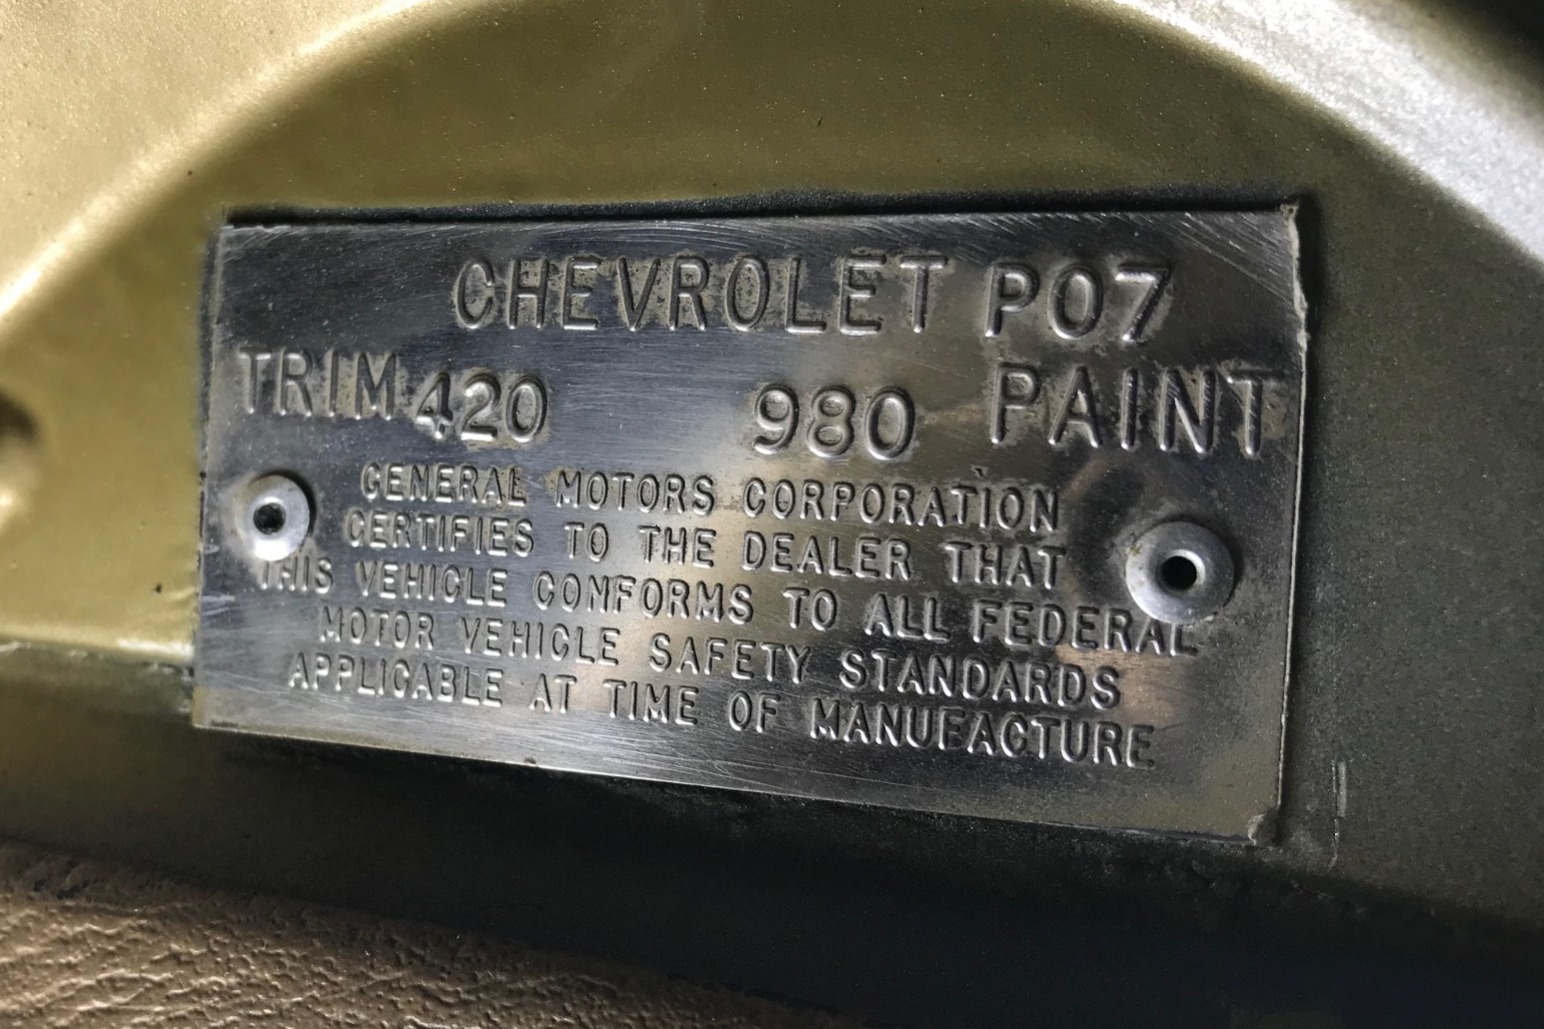 CHEVROLET PO7
TRIM 420 980 PAINT
GENERAL MOTORS CORPORATION
CERTIFIES TO THE DEALER THAT
THIS VEHICLE CONFORMS TO ALL FEDERAL
MOTOR VEHICLE SAFETY STANDARDS
APPLICABLE AT TIME OF MANUFACTURE